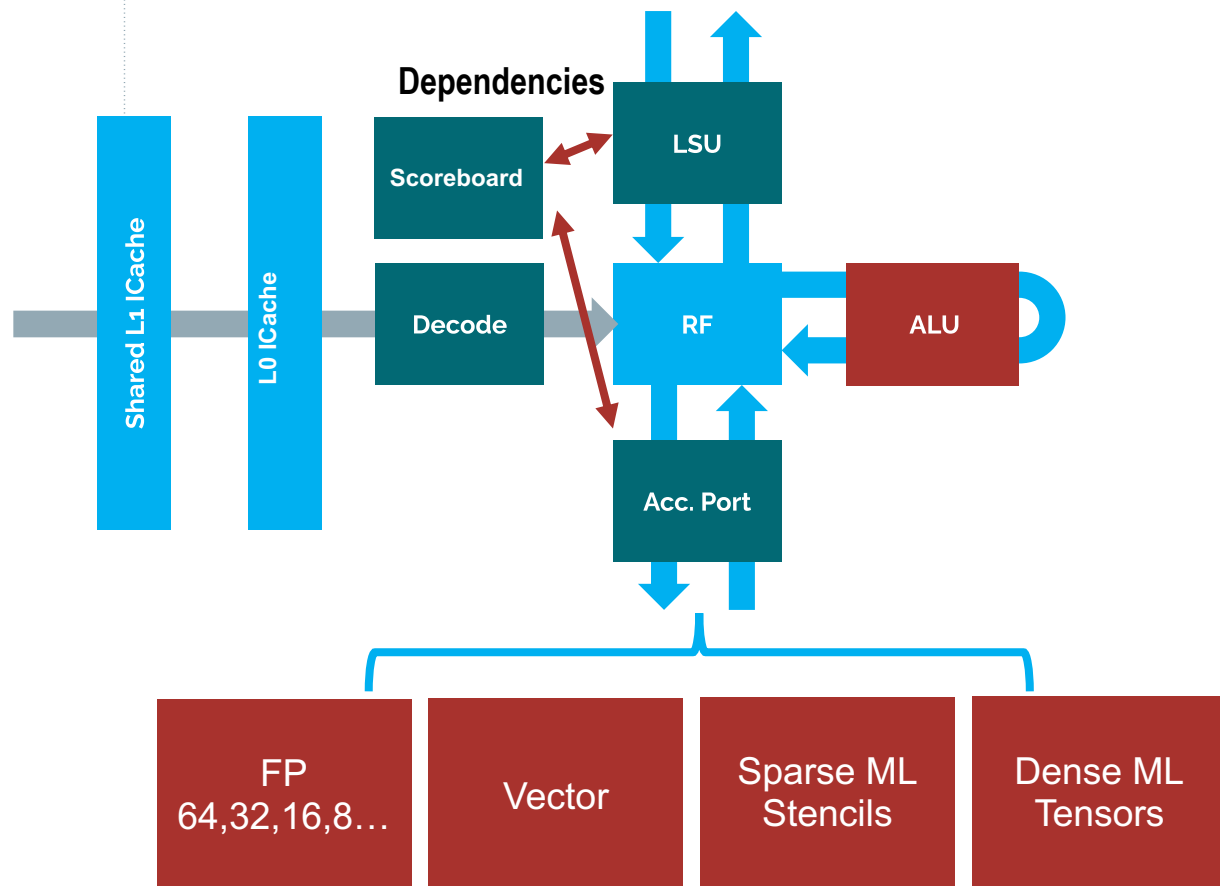 Dependencies
LSU
Scoreboard
Shared L1 ICache
L0 ICache
Decode
RF
ALU
Acc. Port
FP
64,32,16,8…
Vector
Sparse ML
Stencils
Dense ML
Tensors